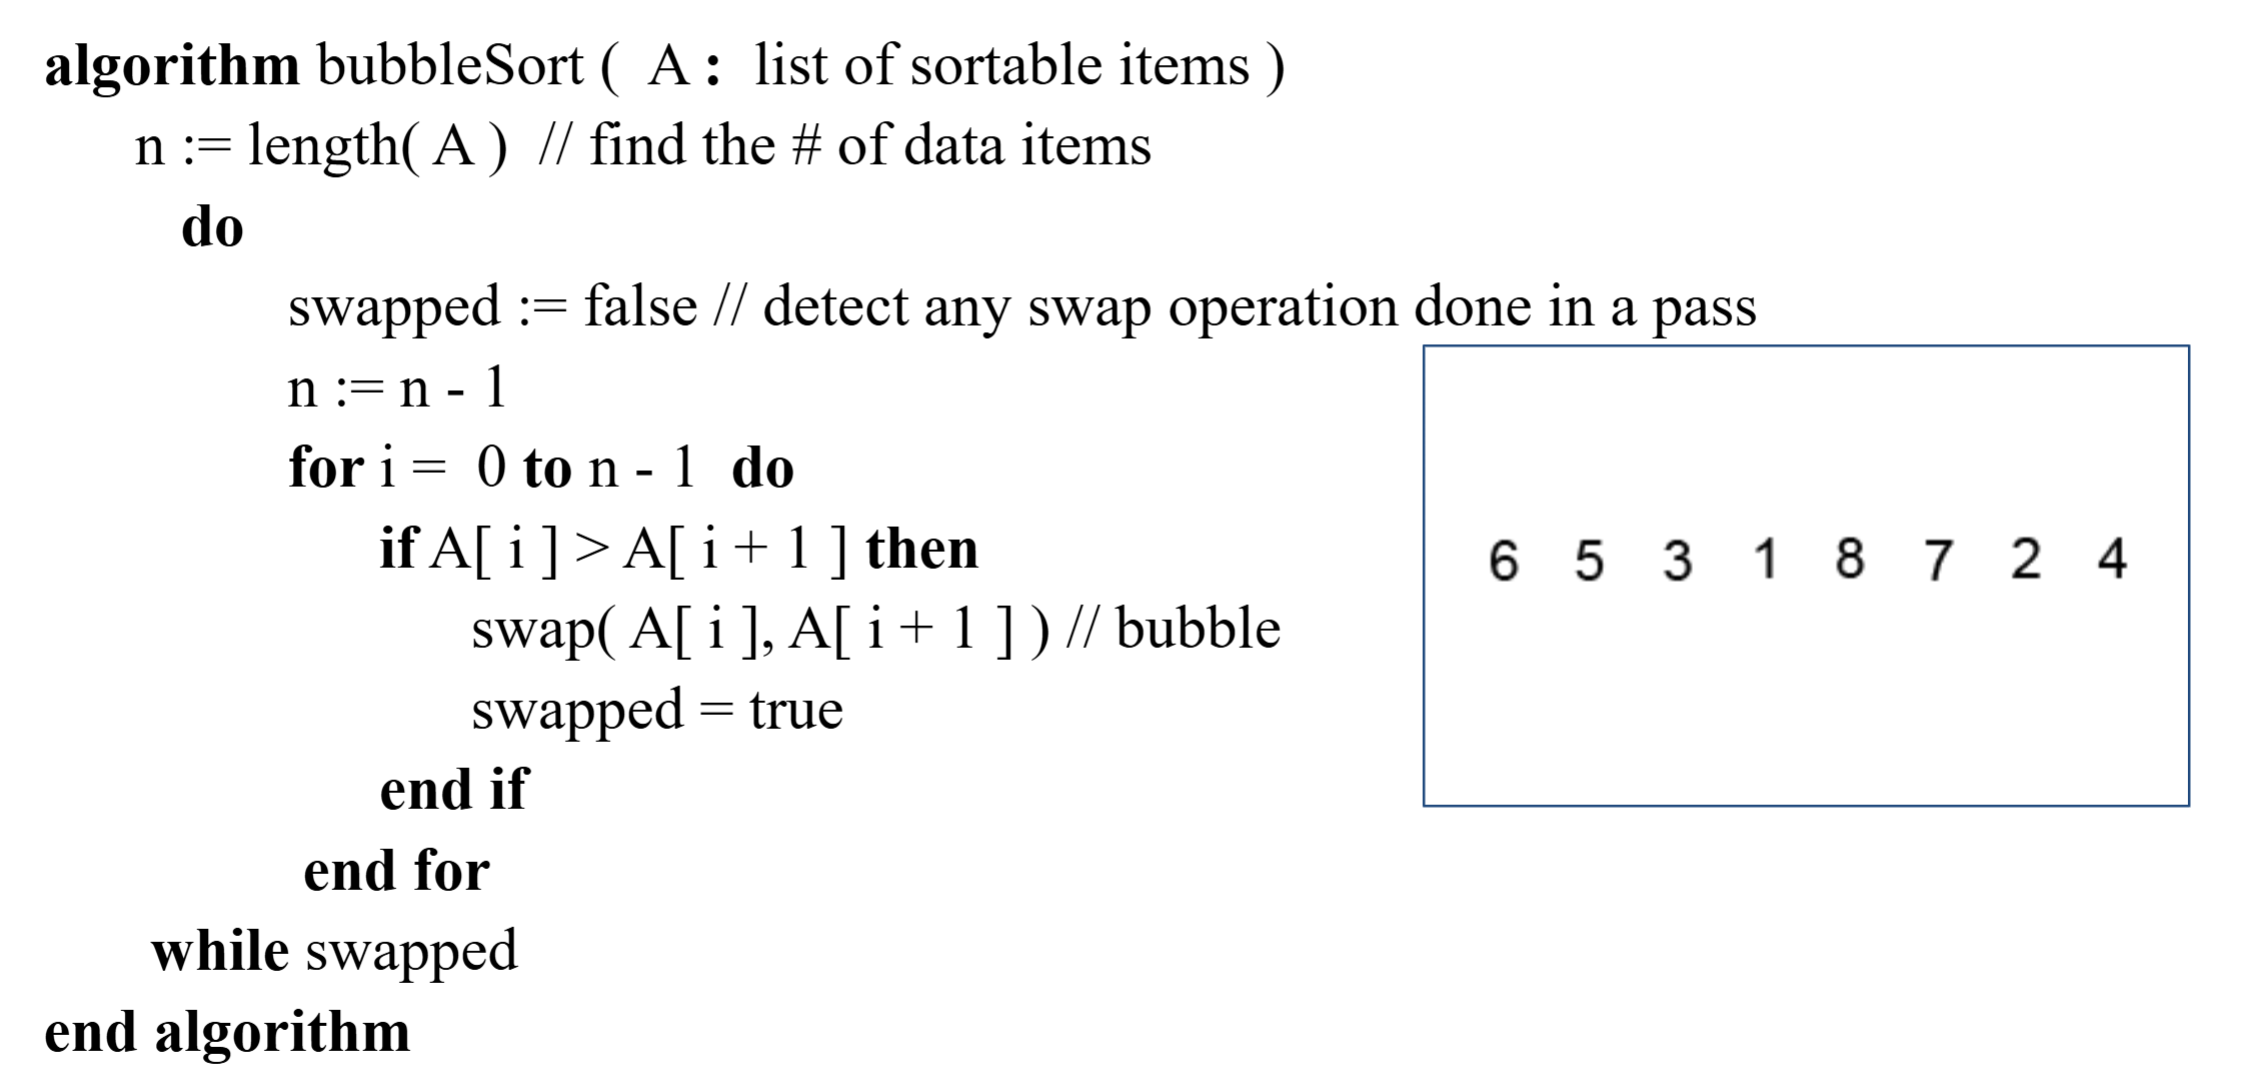 algorithm bubbleSort ( A : list of sortable items )
n := length( A ) // find the # of data items
do
swapped := false // detect any swap operation done in a pass
n := n - 1
for i = 0 to n - 1 do
if A[ i ] > A[ i + 1 ] then
swap( A[ i ], A[ i + 1 ] ) // bubble
swapped = true
end if
end for
while swapped
end algorithm
6 5 3 1 8 7 2 4